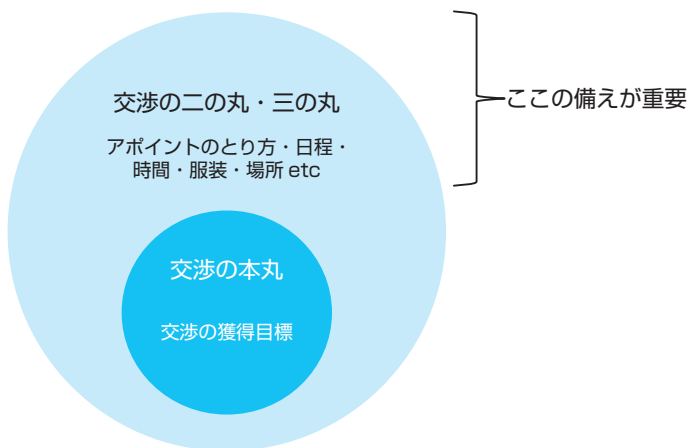 交渉の二の丸・三の丸
アポイントのとり方・日程・
時間・服装・場所 etc
ここの備えが重要
交渉の本丸
交渉の獲得目標